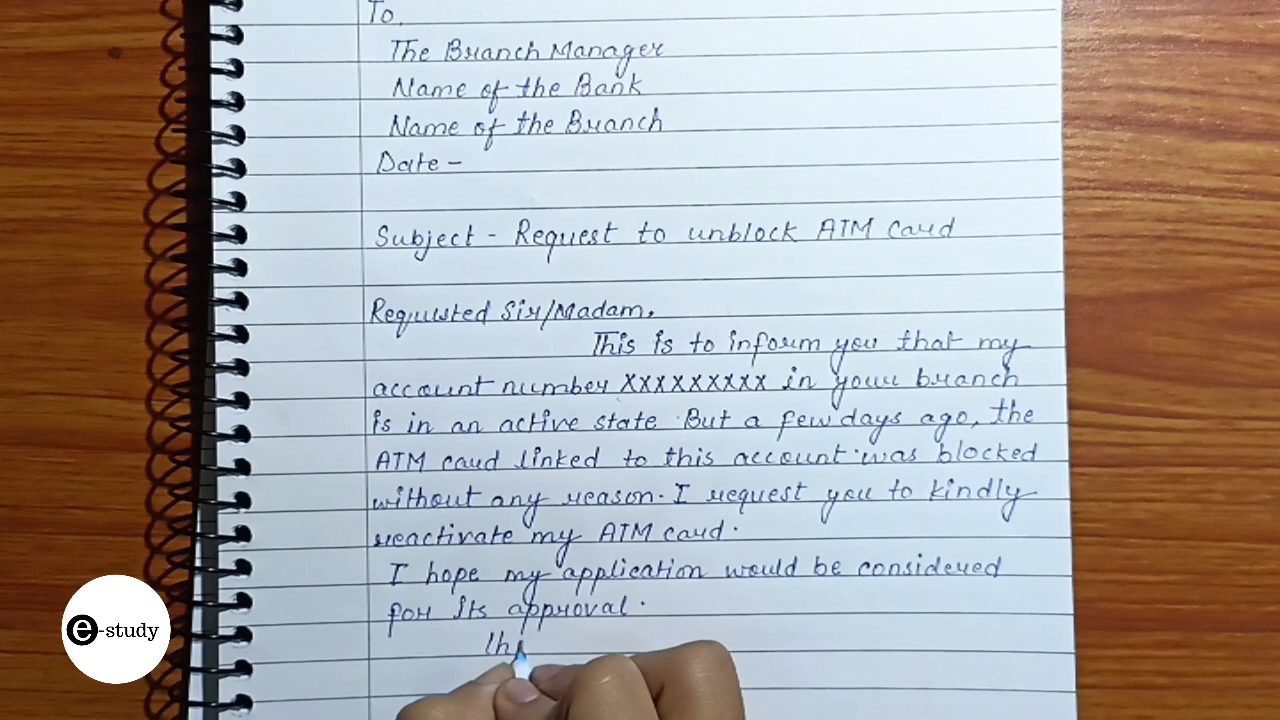 To,
The Branch Manager
Name of the Bank
Name of the Branch
Date -
Subject - Request to unblock ATM Card
Requested Sir/Madam,
This is to inform you that my
account number XXXXXXXXX in your branch
is in an active state. But a few days ago, the
ATM card linked to this account was blocked
without any reason. I request you to kindly
reactivate my ATM card.
I hope my application would be considered
for its approval.
Th
e-study